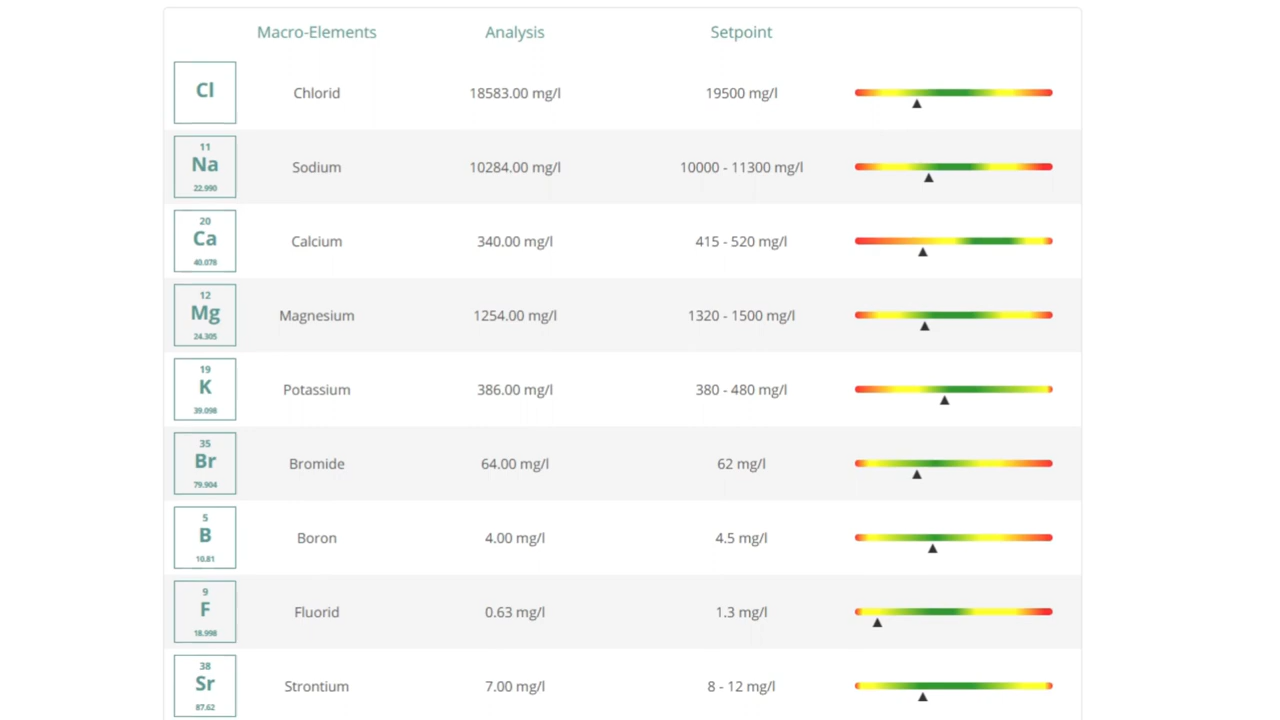 Macro-Elements Analysis Setpoint
Cl
Chlorid 18583.00 mg/l 19500 mg/l
11
Na
22.990
Sodium 10284.00 mg/l 10000 - 11300 mg/l
20
Ca
40.078
Calcium 340.00 mg/l 415 - 520 mg/l
12
Mg
24.305
Magnesium 1254.00 mg/l 1320 - 1500 mg/l
19
K
39.098
Potassium 386.00 mg/l 380 - 480 mg/l
35
Br
79.904
Bromide 64.00 mg/l 62 mg/l
5
B
10.81
Boron 4.00 mg/l 4.5 mg/l
9
F
18.998
Fluorid 0.63 mg/l 1.3 mg/l
38
Sr
87.62
Strontium 7.00 mg/l 8 - 12 mg/l